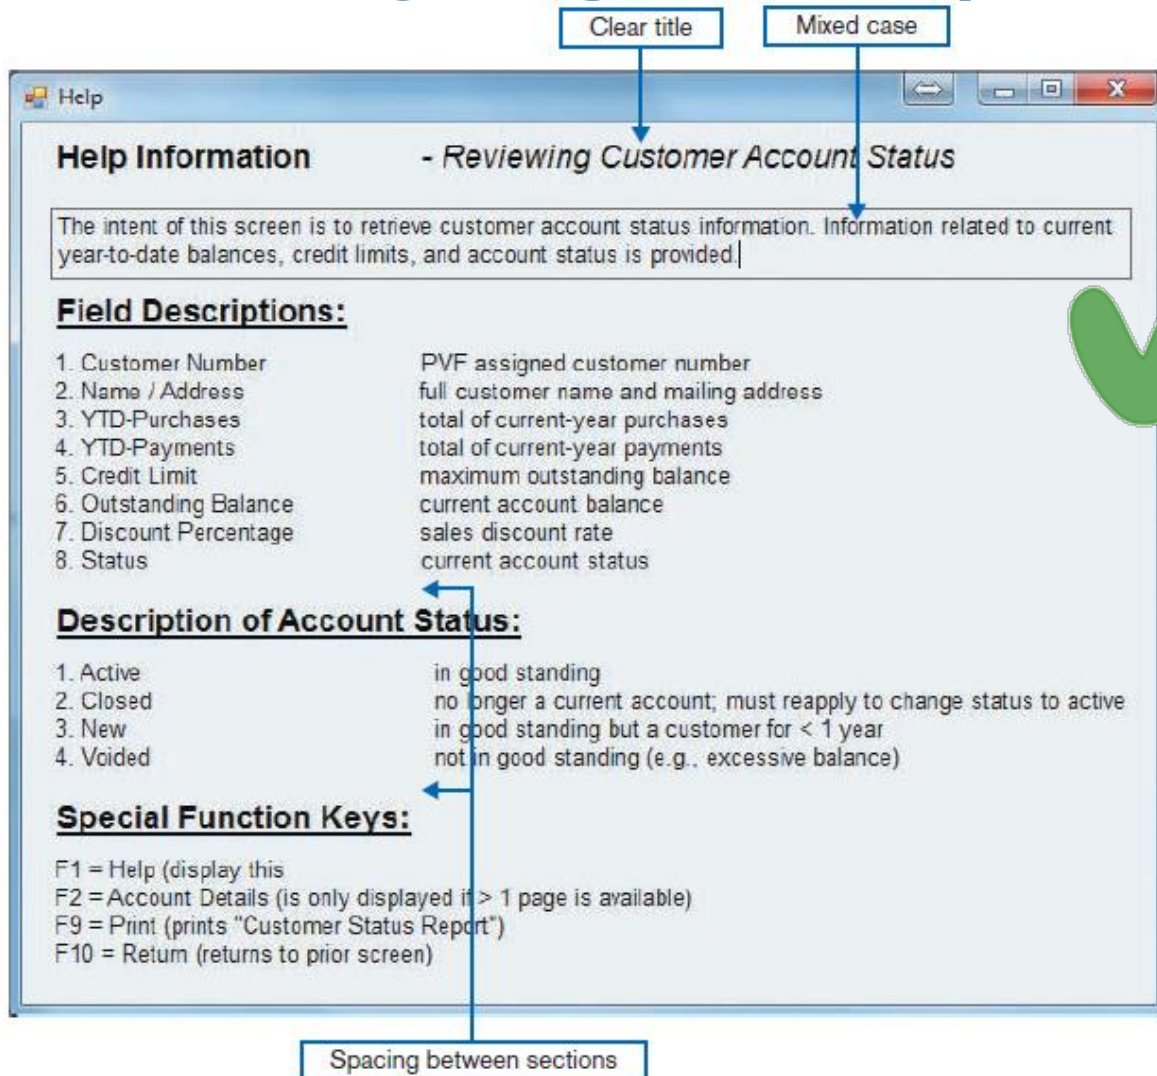 Clear title Mixed case
Help
Help Information - Reviewing Customer Account Status
The intent of this screen is to retrieve customer account status information. Information related to current
year-to-date balances, credit limits, and account status is provided.
Field Descriptions:
1. Customer Number PVF assigned customer number
2. Name / Address full customer name and mailing address
3. YTD-Purchases total of current-year purchases
4. YTD-Payments total of current-year payments
5. Credit Limit maximum outstanding balance
6. Outstanding Balance current account balance
7. Discount Percentage sales discount rate
8. Status current account status
Description of Account Status:
1. Active in good standing
2. Closed no longer a current account; must reapply to change status to active
3. New in good standing but a customer for < 1 year
4. Voided not in good standing (e.g., excessive balance)
Special Function Keys:
F1 = Help (display this
F2 = Account Details (is only displayed if > 1 page is available)
F9 = Print (prints "Customer Status Report")
F10 = Return (returns to prior screen)
Spacing between sections